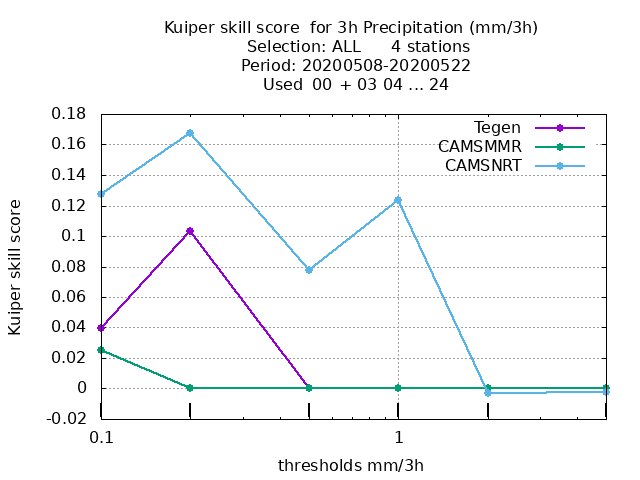 Kuiper skill score  for 3h Precipitation (mm/3h)
Selection: ALL      4 stations
Period: 20200508-20200522
Used  00 + 03 04 ... 24
0.18
0.16
0.14
0.12
0.1
0.08
0.06
0.04
0.02
0
-0.02
Kuiper skill score
Tegen
CAMSMMR
CAMSNRT
0.1
1
thresholds mm/3h